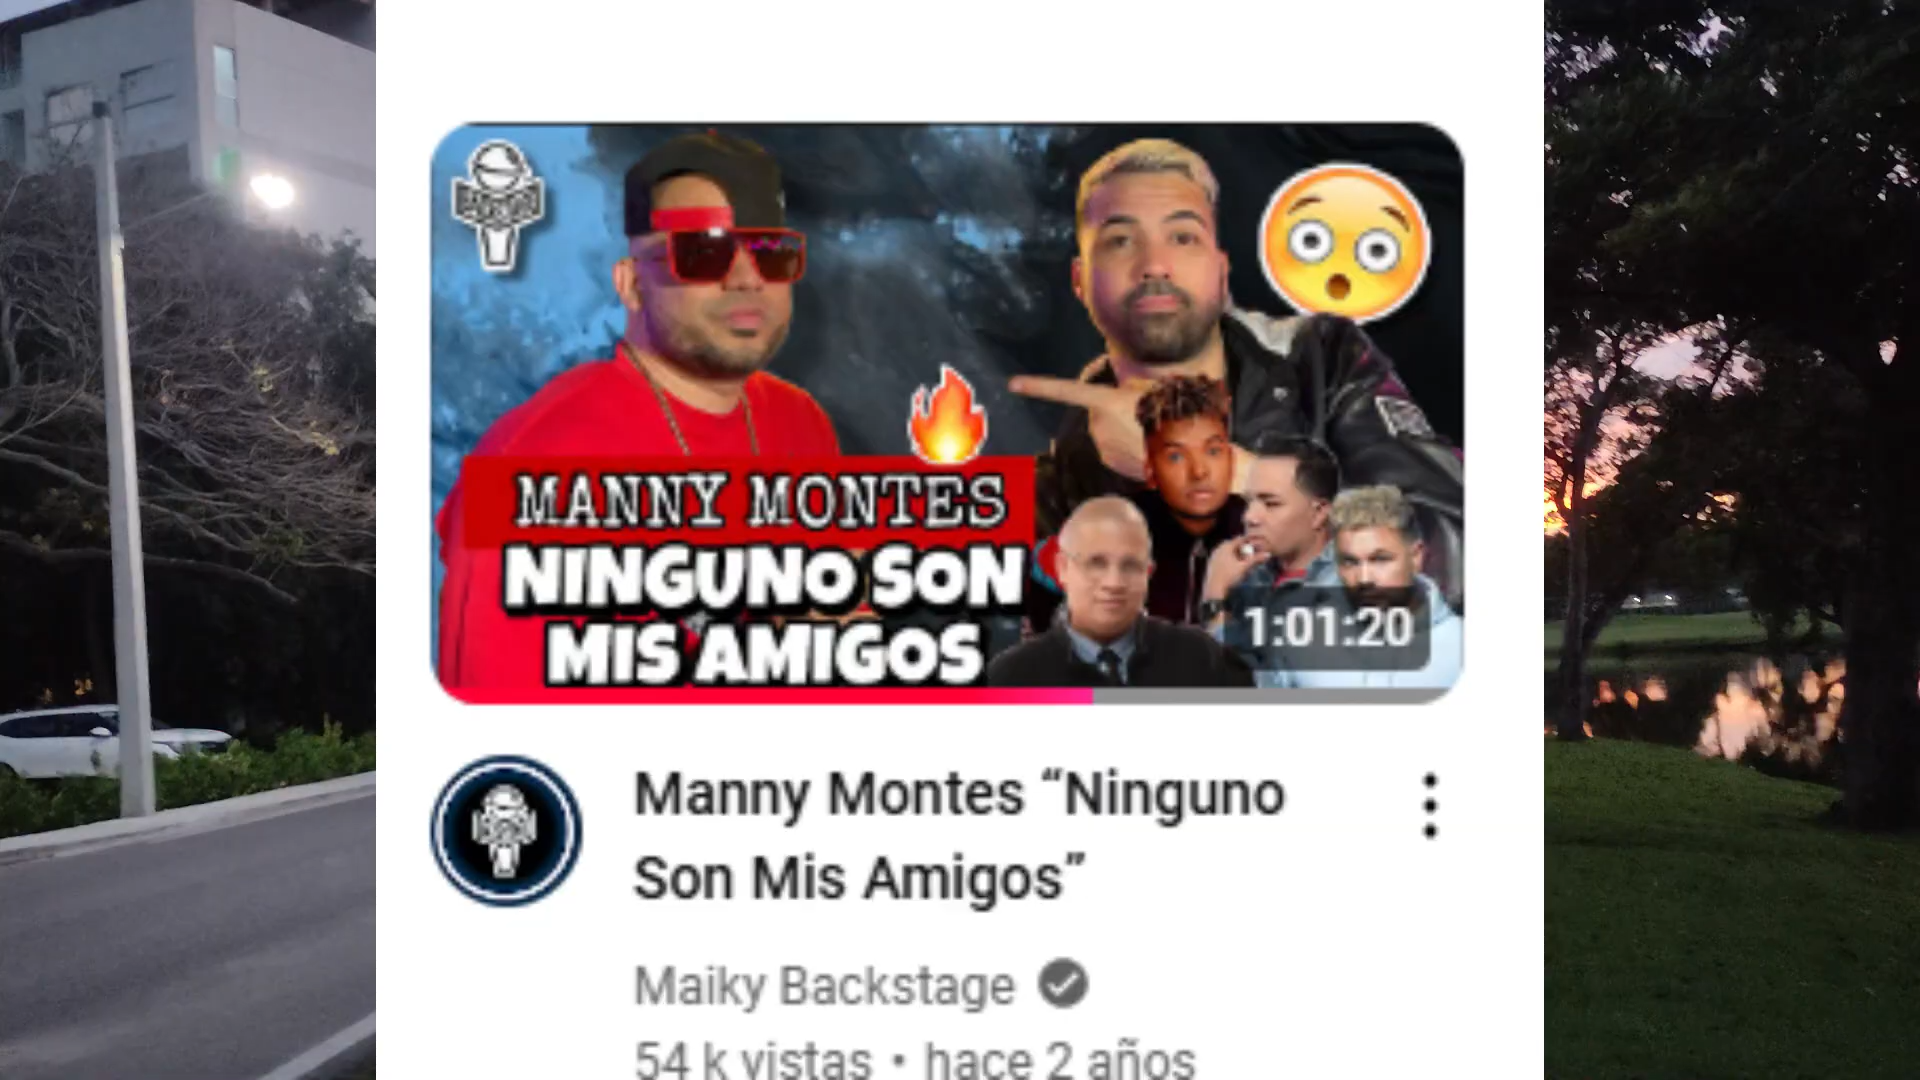 MANNY MONTES
NINGUNO SON
MIS AMIGOS
1:01:20
Manny Montes “Ninguno
Son Mis Amigos”
Maiky Backstage
54 k vistas • hace 2 años